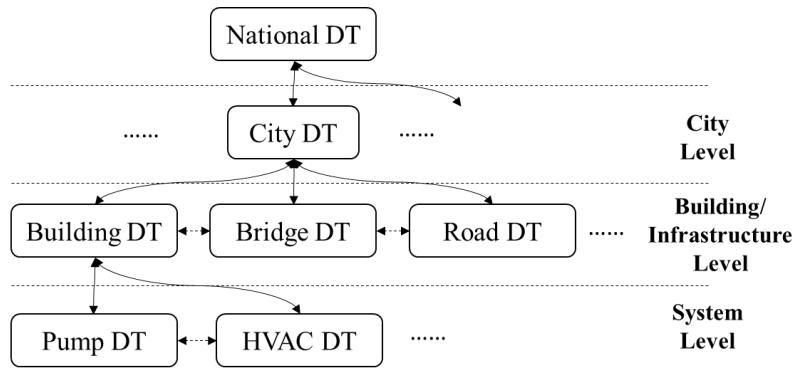 National DT
......
City DT
......
City
Level
Building DT
Bridge DT
Road DT
......
Building/
Infrastructure
Level
Pump DT
HVAC DT
......
System
Level